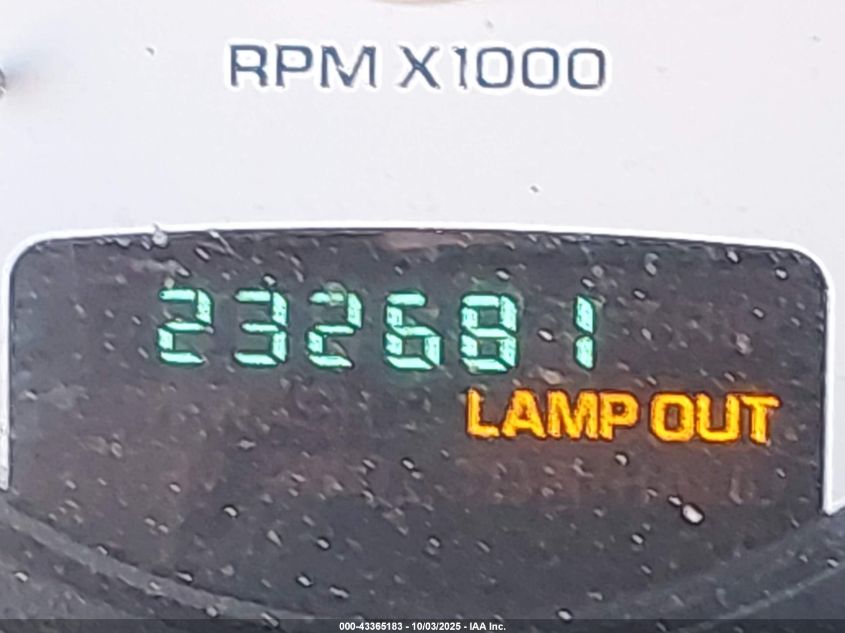 RPM X1000
232681
LAMP OUT
000-43365183 - 10/03/2025 - IAA Inc.